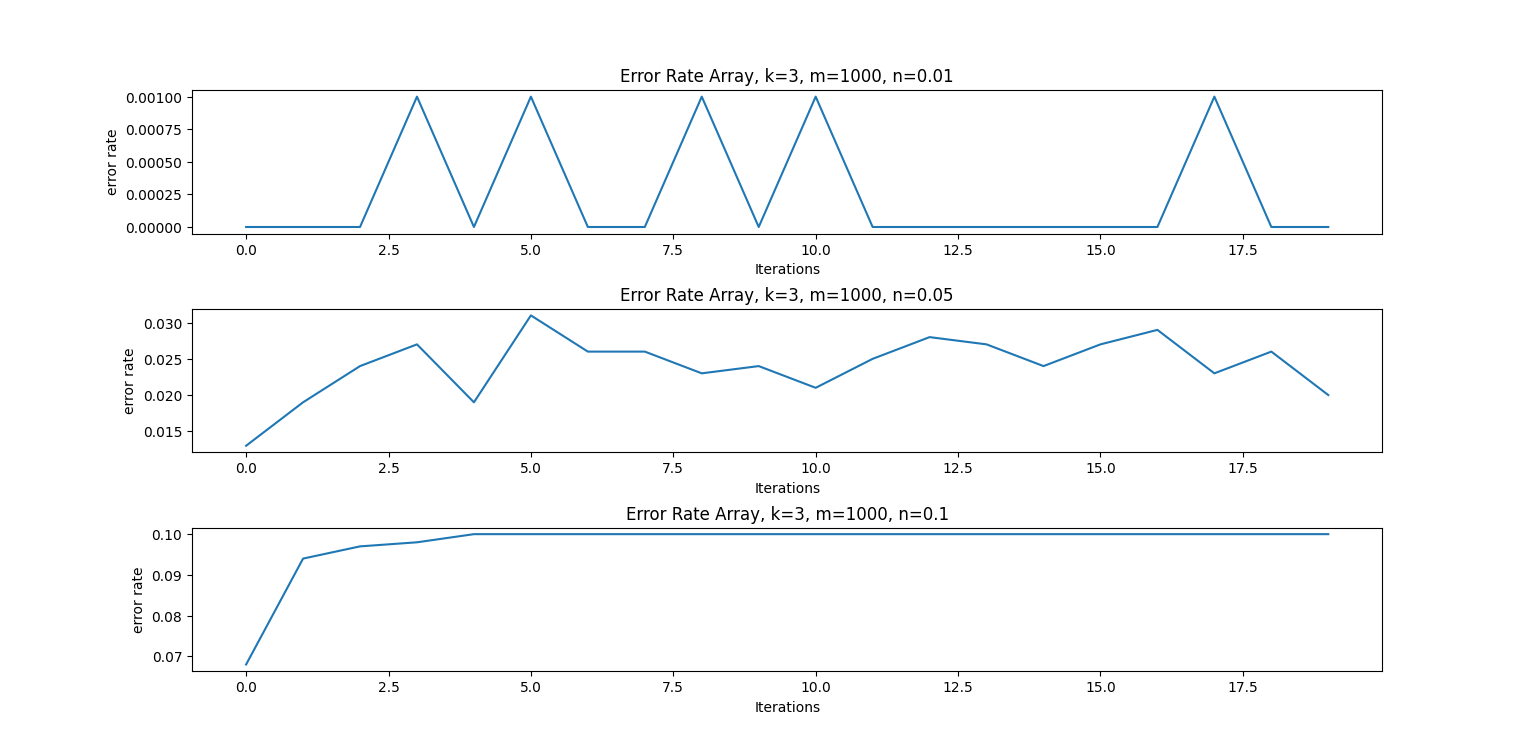 Error Rate Array, k=3, m=1000, n=0.01
0.00100
0.00075
0.00050
0.00025
0.00000
error rate
0.0 2.5 5.0 7.5 10.0 12.5 15.0 17.5
Iterations
Error Rate Array, k=3, m=1000, n=0.05
0.030
0.025
0.020
0.015
error rate
0.0 2.5 5.0 7.5 10.0 12.5 15.0 17.5
Iterations
Error Rate Array, k=3, m=1000, n=0.1
0.10
0.09
0.08
0.07
error rate
0.0 2.5 5.0 7.5 10.0 12.5 15.0 17.5
Iterations